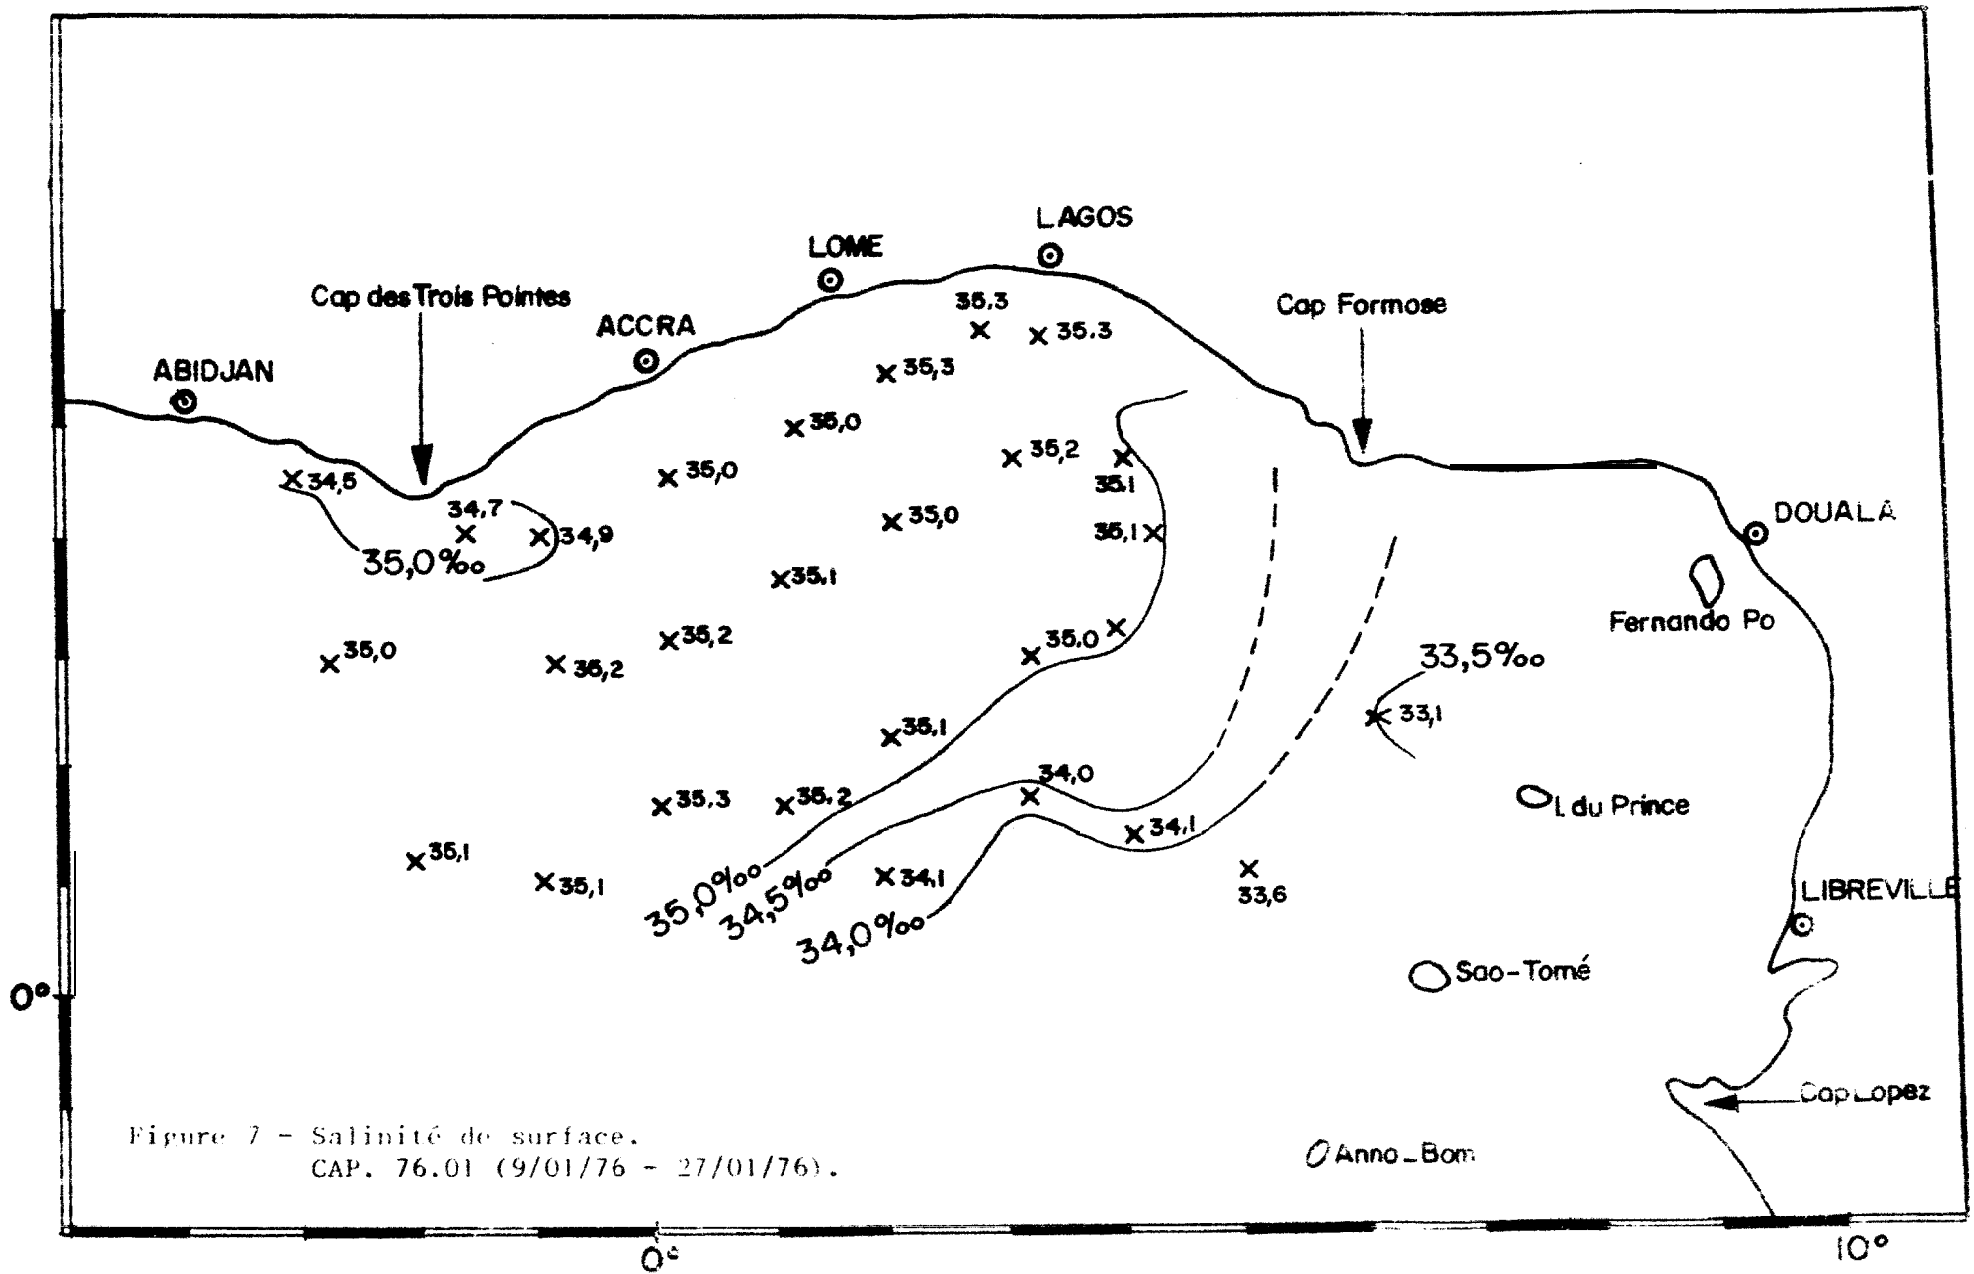 LAGOS
LOME
Cap des Trois Pointes
35.3
Cap Formose
ACCRA
35.3
ABIDJAN
35,3
35,0
35,2
34,5
35,0
35.1
34,7
35,0
DOUALA
34,9
35,1
35,0‰
35,1
Fernando Po
35,2
35.0
35,0
35,2
33,5‰
33,1
35,1
34,0
35,3
35,2
I. du Prince
34,1
35,1
35,1
34,1
33,6
LIBREVILLE
35,0‰
34,5‰
34,0‰
Sao-Tomé
0°
Cap Lopez
Figure 7 - Salinité de surface.
CAP. 76.01 (9/01/76 - 27/01/76).
Anno_Bom
0°
10°